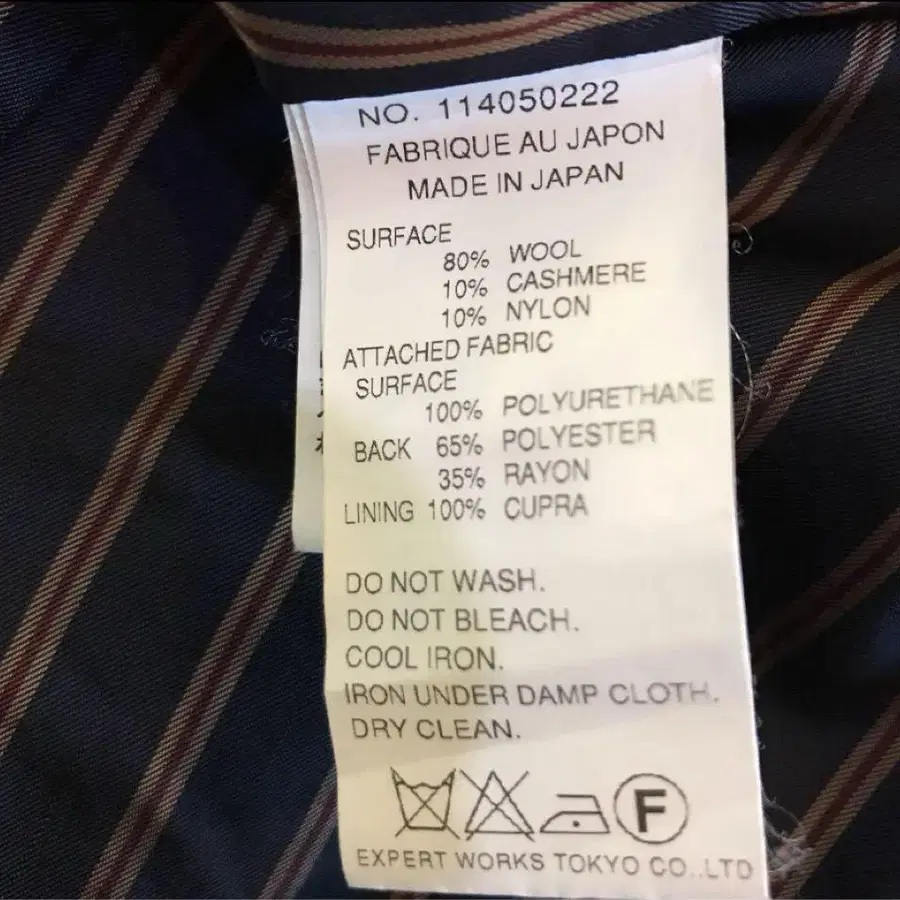 NO. 114050222
FABRIQUE AU JAPON
MADE IN JAPAN
SURFACE
80% WOOL
10% CASHMERE
10% NYLON
ATTACHED FABRIC
SURFACE
100% POLYURETHANE
BACK 65% POLYESTER
35% RAYON
LINING 100% CUPRA
DO NOT WASH.
DO NOT BLEACH.
COOL IRON.
IRON UNDER DAMP CLOTH.
DRY CLEAN.
F
EXPERT WORKS TOKYO CO..LTD